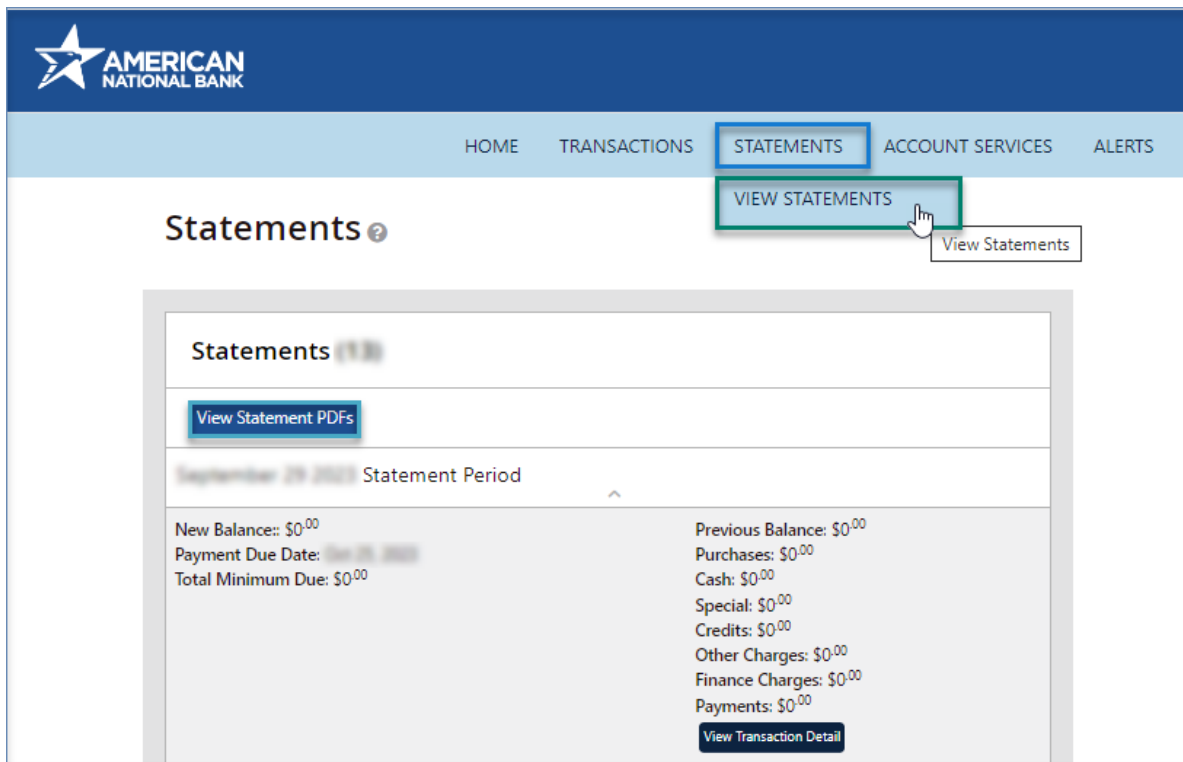 AMERICAN
NATIONAL BANK
HOME TRANSACTIONS STATEMENTS ACCOUNT SERVICES ALERTS
VIEW STATEMENTS
View Statements
Statements
Statements
View Statement PDFs
Statement Period
New Balance:: $0.00
Payment Due Date:
Total Minimum Due: $0.00
Previous Balance: $0.00
Purchases: $0.00
Cash: $0.00
Special: $0.00
Credits: $0.00
Other Charges: $0.00
Finance Charges: $0.00
Payments: $0.00
View Transaction Detail